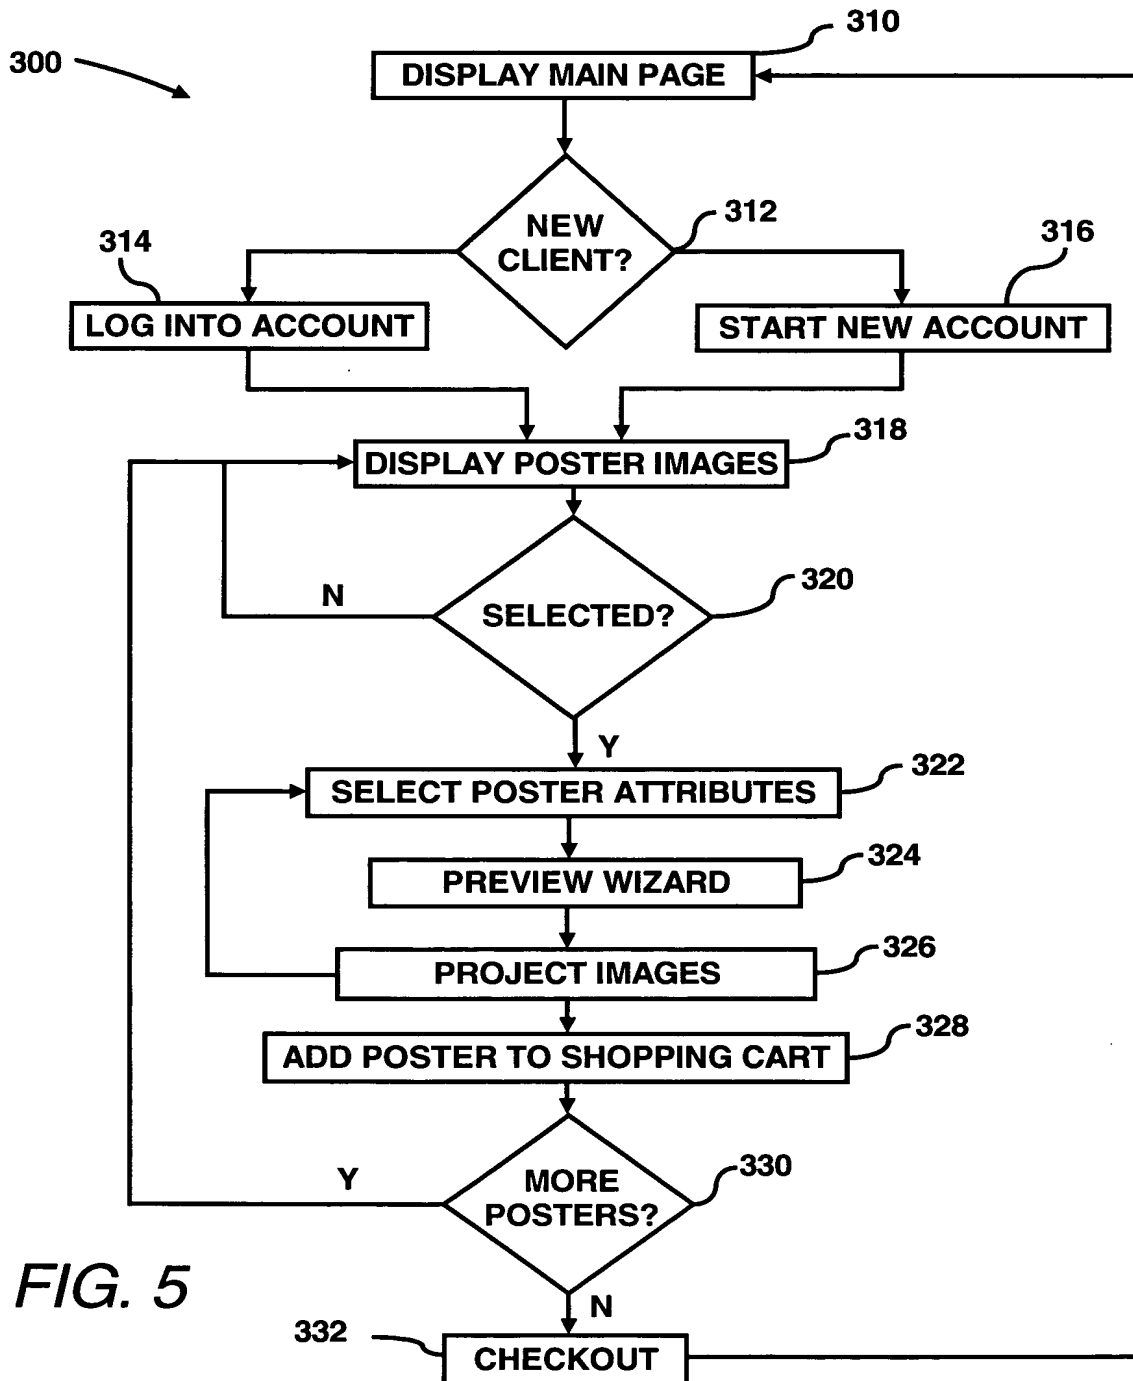 310
300
DISPLAY MAIN PAGE
NEW
CLIENT?
312
314
316
LOG INTO ACCOUNT
START NEW ACCOUNT
318
DISPLAY POSTER IMAGES
320
N
SELECTED?
Y
322
SELECT POSTER ATTRIBUTES
324
PREVIEW WIZARD
326
PROJECT IMAGES
328
ADD POSTER TO SHOPPING CART
330
Y
MORE
POSTERS?
FIG. 5
N
332
CHECKOUT